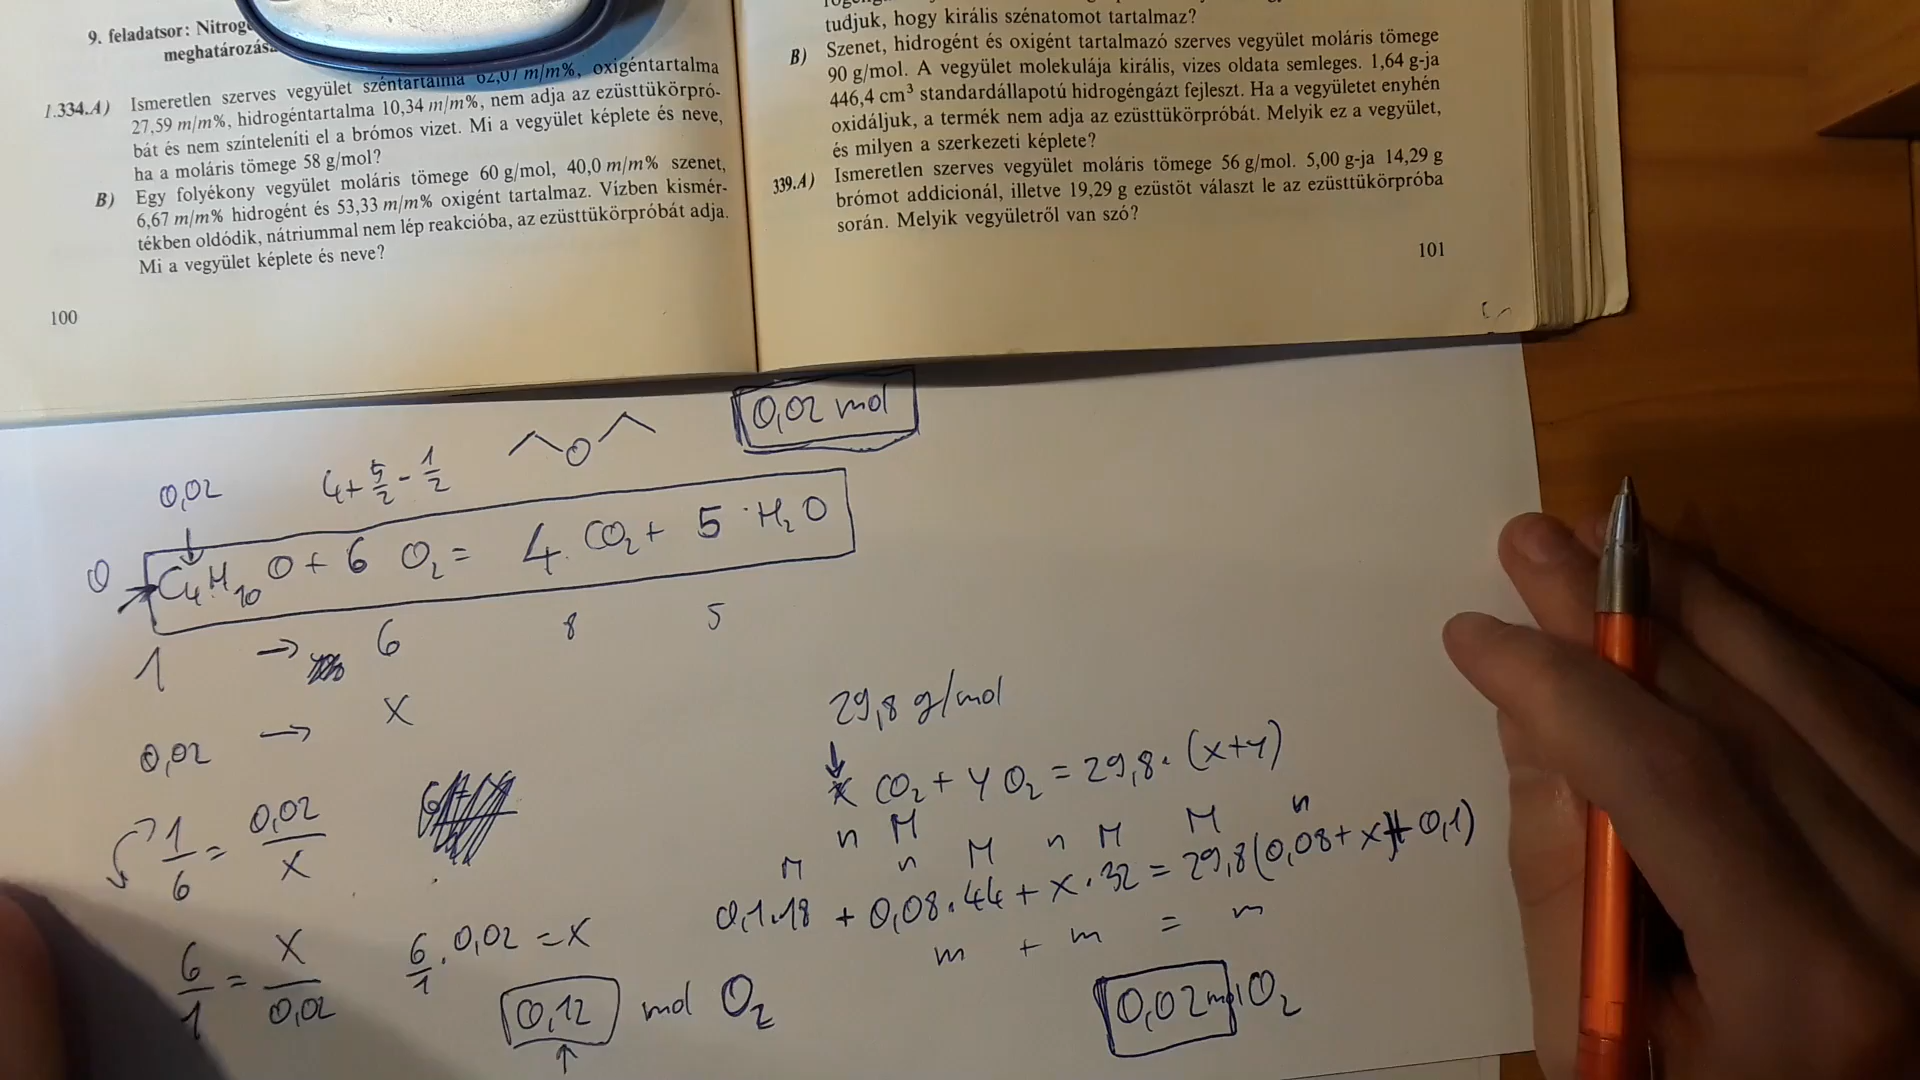 9. feladatsor: Nitrog
meghatározás
1.334.A) Ismeretlen szerves vegyület széntartalma 62,07 m/m%, oxigéntartalma
27,59 m/m%, hidrogéntartalma 10,34 m/m%, nem adja az ezüsttükörpró-
bát és nem színteleníti el a brómos vizet. Mi a vegyület képlete és neve,
ha a moláris tömege 58 g/mol?
B) Egy folyékony vegyület moláris tömege 60 g/mol, 40,0 m/m% szenet,
6,67 m/m% hidrogént és 53,33 m/m% oxigént tartalmaz. Vízben kismér-
tékben oldódik, nátriummal nem lép reakcióba, az ezüsttükörpróbát adja.
Mi a vegyület képlete és neve?
100
tudjuk, hogy királis szénatomot tartalmaz?
B) Szenet, hidrogént és oxigént tartalmazó szerves vegyület moláris tömege
90 g/mol. A vegyület molekulája királis, vizes oldata semleges. 1,64 g-ja
446,4 cm³ standardállapotú hidrogéngázt fejleszt. Ha a vegyületet enyhén
oxidáljuk, a termék nem adja az ezüsttükörpróbát. Melyik ez a vegyület,
és milyen a szerkezeti képlete?
339.A) Ismeretlen szerves vegyület moláris tömege 56 g/mol. 5,00 g-ja 14,29 g
brómot addicionál, illetve 19,29 g ezüstöt választ le az ezüsttükörpróba
során. Melyik vegyületről van szó?
101
0,02 mol
O
0,02 4+5/2-1/2
O C₄H₁₀O + 6 O₂ = 4. CO₂ + 5 · H₂O
1 → 6 8 5
0,02 → x
1/6 = 0,02/x
6/1 = x/0,02 6/1 · 0,02 = x
0,12 mol O₂
29,8 g/mol
x CO₂ + y O₂ = 29,8 · (x+y)
n M n M M n
M n M
0,1·18 + 0,08·44 + x·32 = 29,8(0,08+x+0,1)
m + m = m
0,02 mol O₂